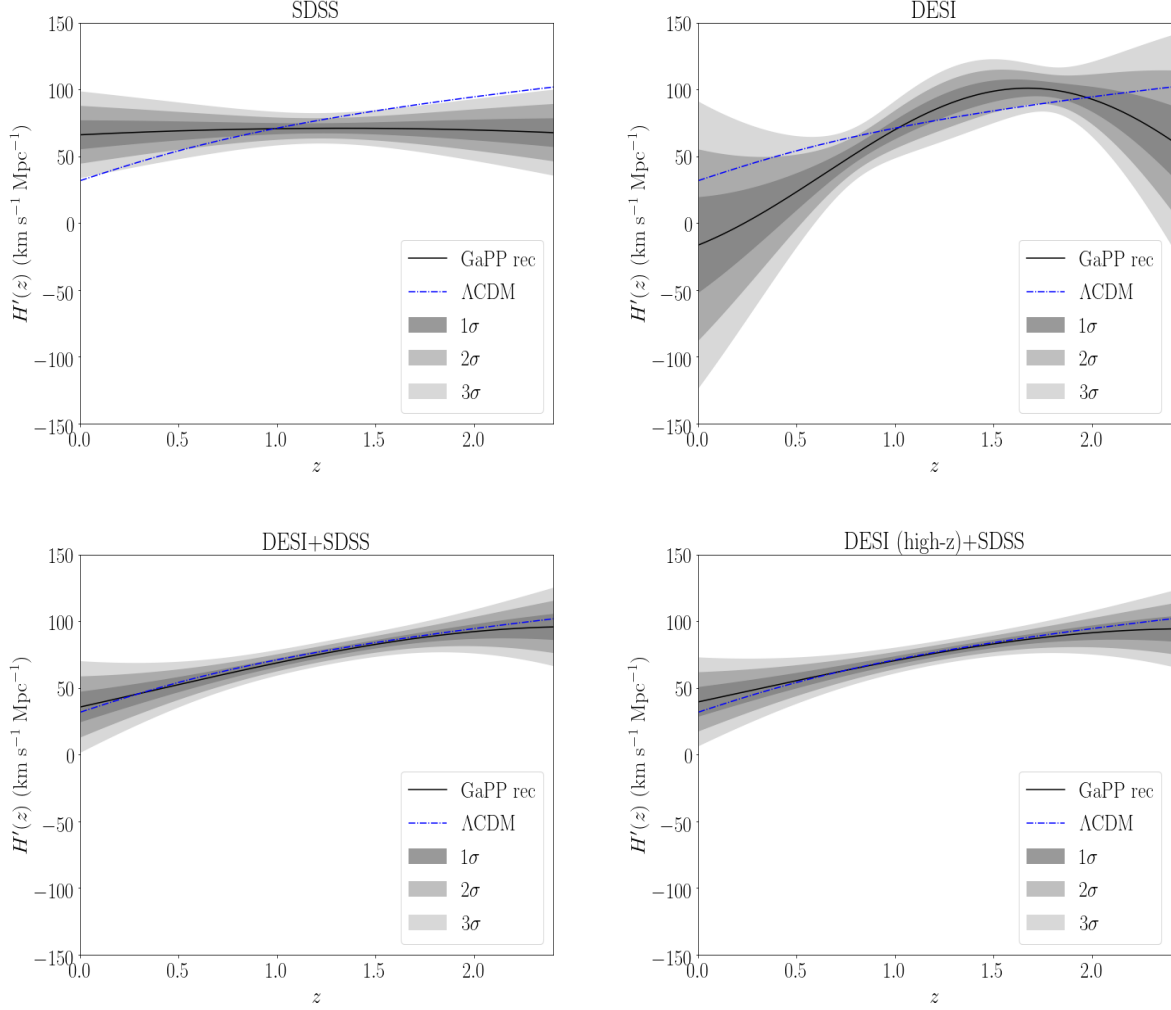 SDSS
150
100
50
0
−50
−100
−150
H′(z) (km s⁻¹ Mpc⁻¹)
GaPP rec
ΛCDM
1σ
2σ
3σ
0.0 0.5 1.0 1.5 2.0
z
DESI
150
100
50
0
−50
−100
−150
H′(z) (km s⁻¹ Mpc⁻¹)
GaPP rec
ΛCDM
1σ
2σ
3σ
0.0 0.5 1.0 1.5 2.0
z
DESI+SDSS
150
100
50
0
−50
−100
−150
H′(z) (km s⁻¹ Mpc⁻¹)
GaPP rec
ΛCDM
1σ
2σ
3σ
0.0 0.5 1.0 1.5 2.0
z
DESI (high-z)+SDSS
150
100
50
0
−50
−100
−150
H′(z) (km s⁻¹ Mpc⁻¹)
GaPP rec
ΛCDM
1σ
2σ
3σ
0.0 0.5 1.0 1.5 2.0
z